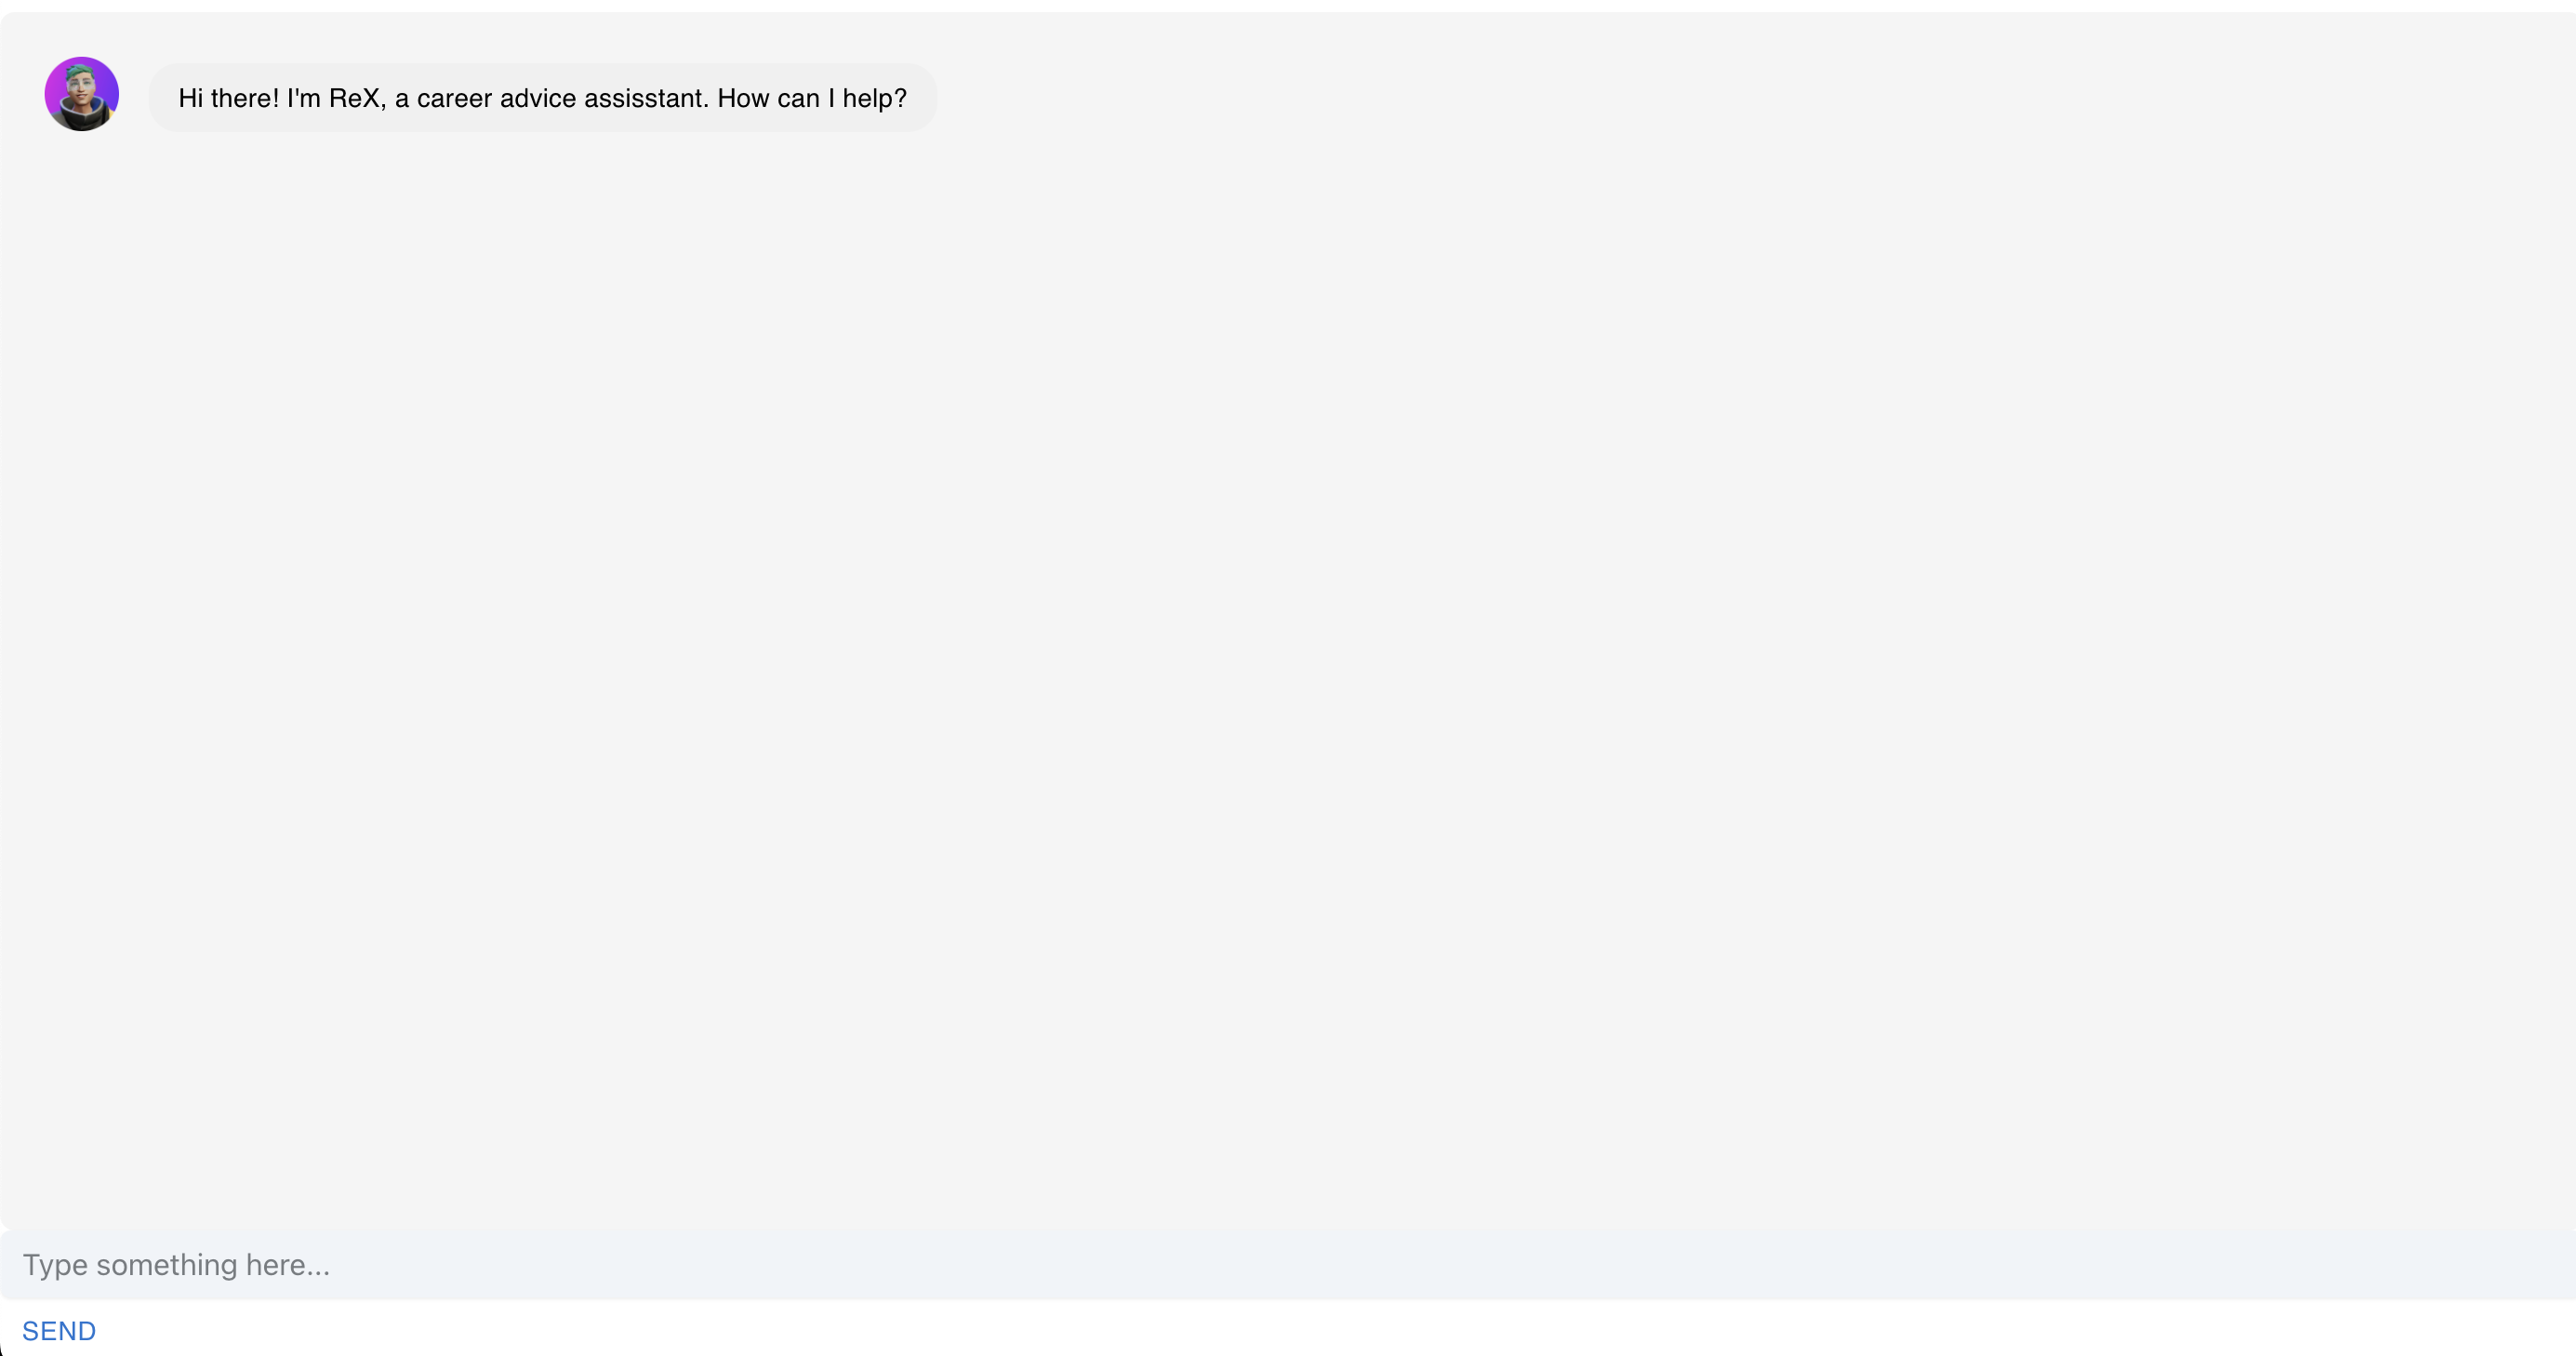 Hi there! I'm ReX, a career advice assisstant. How can I help?
Type something here...
SEND